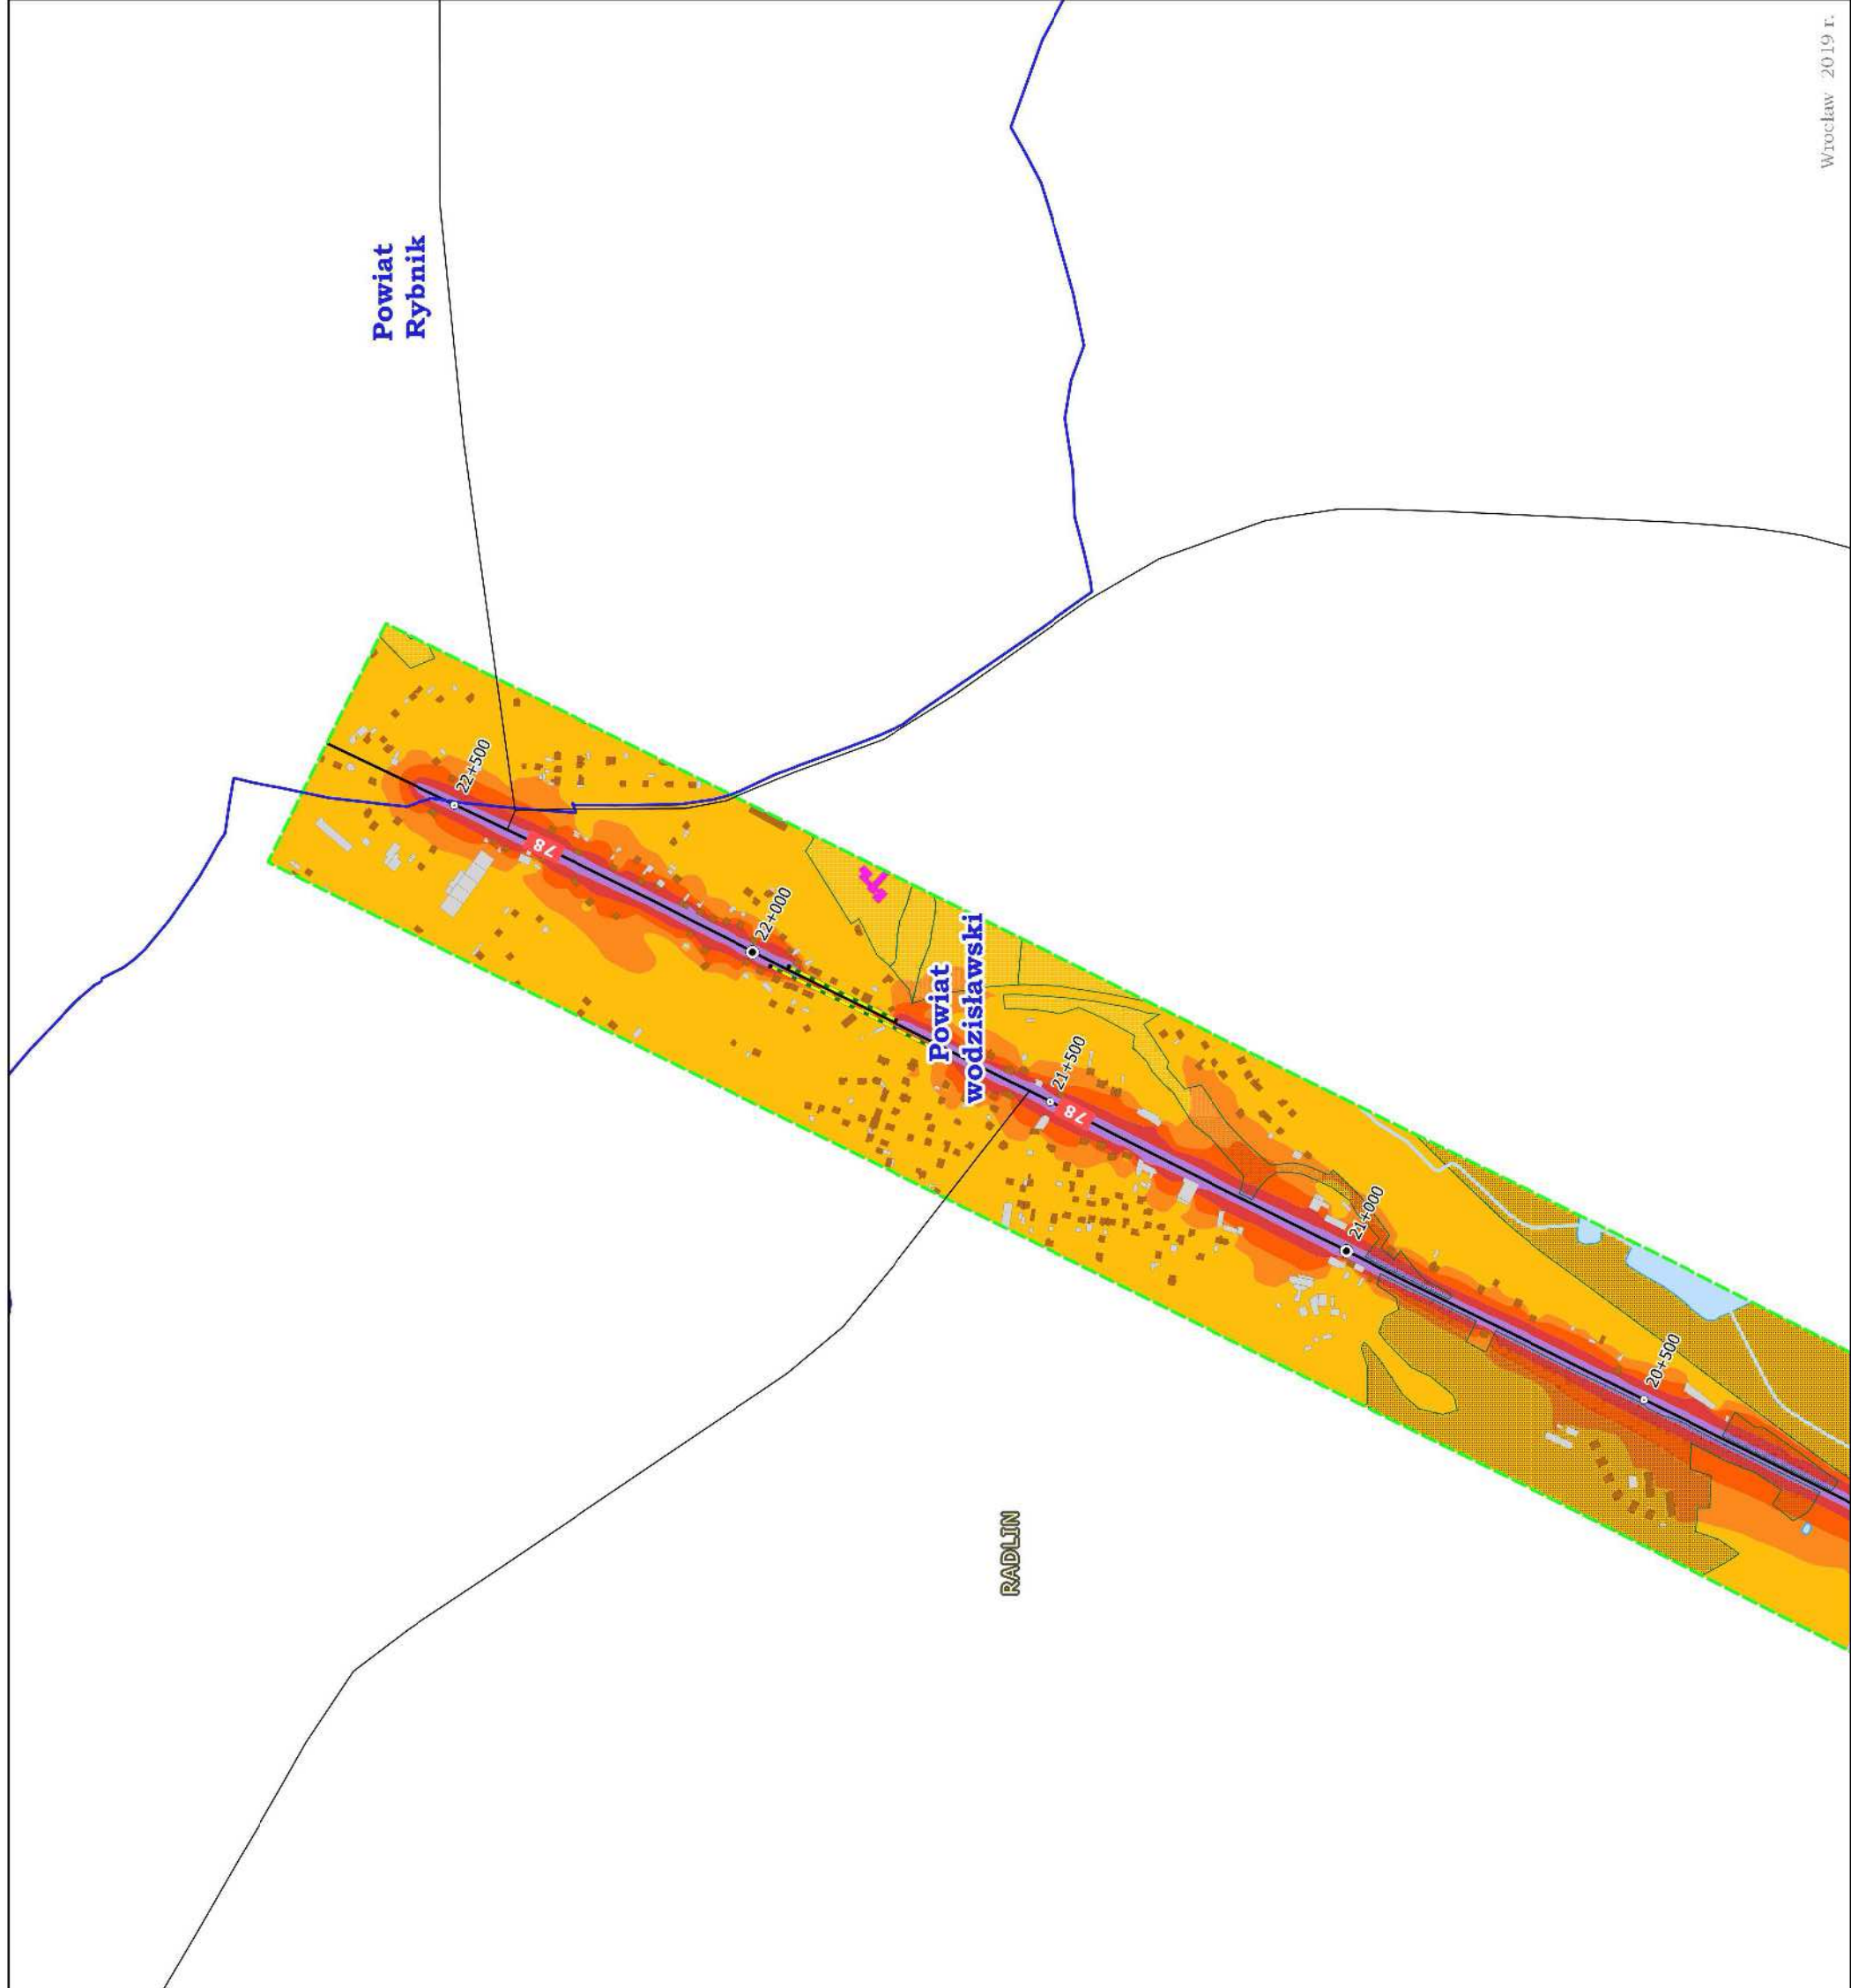 Wrocław 2019 r.
Powiat
Rybnik
22+500
78
22+000
Powiat
wodzisławski
21+500
78
21+000
20+500
RADLIN